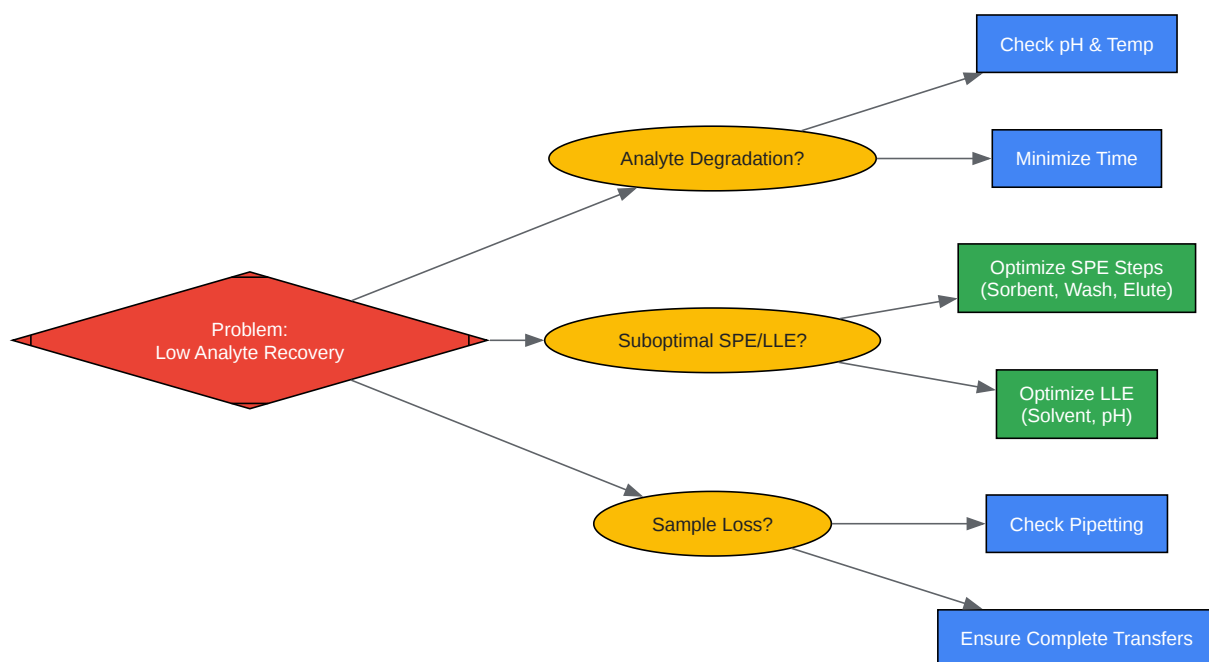 Check pH & Temp
Analyte Degradation?
Minimize Time
Optimize SPE Steps
(Sorbent, Wash, Elute)
Problem:
Low Analyte Recovery
Suboptimal SPE/LLE?
Optimize LLE
(Solvent, pH)
Sample Loss?
Check Pipetting
Ensure Complete Transfers